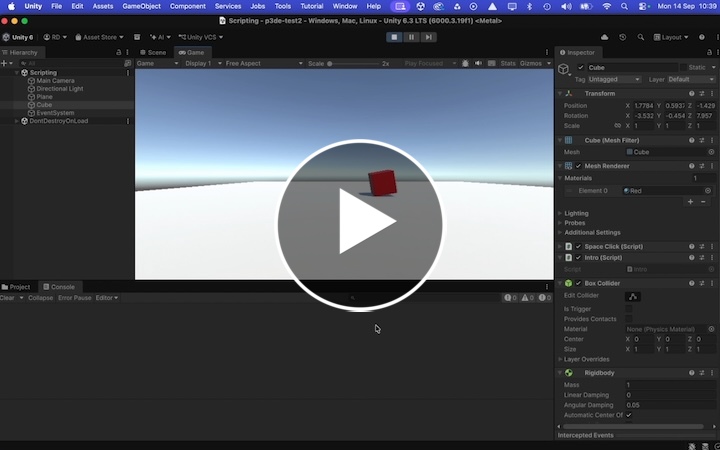 Unity File Edit Assets GameObject Component Services Jobs Tools Tutorial Window Help Mon 14 Sep 10:39
Scripting - p3de-test2 - Windows, Mac, Linux - Unity 6.3 LTS (6000.3.19f1) <Metal>
Unity 6 RD Asset Store AI Unity VCS Layout
Hierarchy Scene Game Inspector
All Game Display 1 Free Aspect Scale 2x Play Focused Stats Gizmos Cube Static
Scripting
Main Camera
Directional Light
Plane
Cube
EventSystem
DontDestroyOnLoad
Tag Untagged Layer Default
Transform
Position X 1.7784 Y 0.5937 Z -1.429
Rotation X -3.532 Y -0.454 Z 7.957
Scale X 1 Y 1 Z 1
Cube (Mesh Filter)
Mesh Cube
Mesh Renderer
Materials 1
Element 0 Red
Lighting
Probes
Additional Settings
Space Click (Script)
Intro (Script)
Script Intro
Box Collider
Edit Collider
Is Trigger
Provides Contacts
Material None (Physics Material)
Center X 0 Y 0 Z 0
Size X 1 Y 1 Z 1
Layer Overrides
Rigidbody
Mass 1
Linear Damping 0
Angular Damping 0.05
Automatic Center Of
Intercepted Events
Project Console
Clear Collapse Error Pause Editor 0 0 0